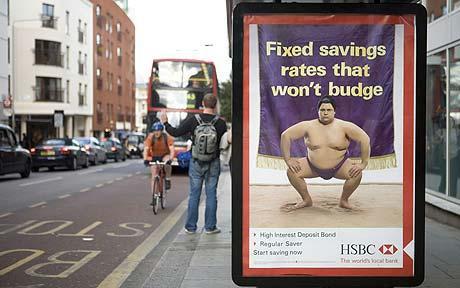 Fixed savings
rates that
won't budge
High Interest Deposit Bond
Regular Saver
Start saving now
HSBC
The world's local bank
STOP
BUS